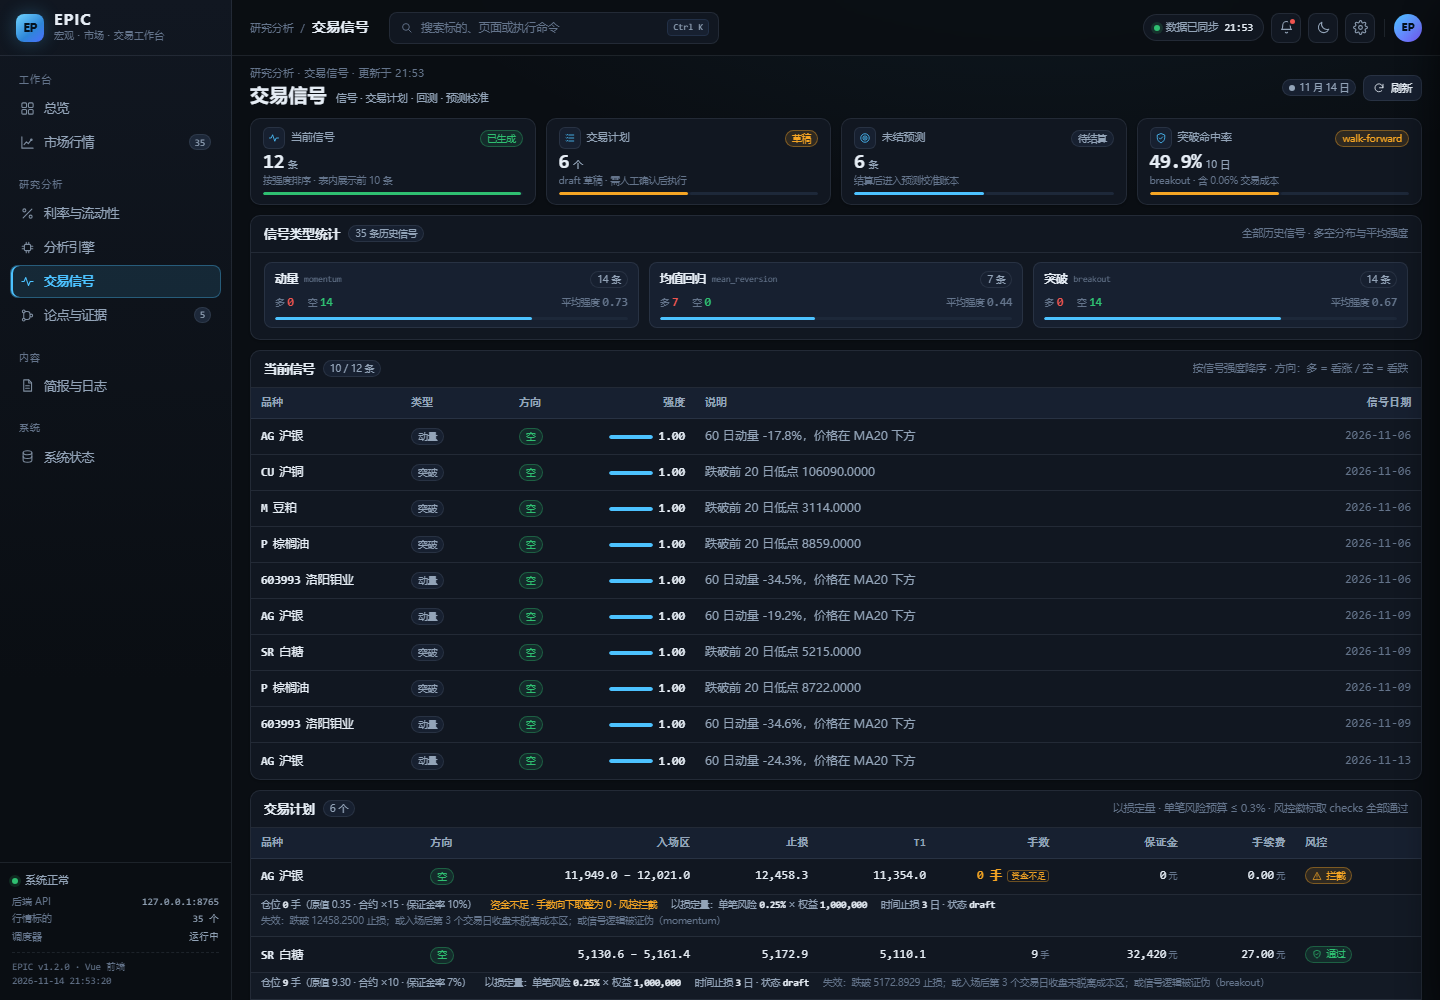 EP
EPIC
宏观 · 市场 · 交易工作台
研究分析 / 交易信号
搜索标的、页面或执行命令 Ctrl K
数据已同步 21:53
EP
工作台
总览
市场行情 35
研究分析
利率与流动性
分析引擎
交易信号
论点与证据 5
内容
简报与日志
系统
系统状态
系统正常
后端 API 127.0.0.1:8765
行情标的 35 个
调度器 运行中
EPIC v1.2.0 · Vue 前端
2026-11-14 21:53:20
研究分析 · 交易信号 · 更新于 21:53
交易信号 信号 · 交易计划 · 回测 · 预测校准
11 月 14 日
刷新
当前信号 已生成
12 条
按强度排序 · 表内展示前 10 条
交易计划 草稿
6 个
draft 草稿 · 需人工确认后执行
未结预测 待结算
6 条
结算后进入预测校准账本
突破命中率 walk-forward
49.9% 10 日
breakout · 含 0.06% 交易成本
信号类型统计 35 条历史信号 全部历史信号 · 多空分布与平均强度
动量 momentum 14 条
多 0 空 14 平均强度 0.73
均值回归 mean_reversion 7 条
多 7 空 0 平均强度 0.44
突破 breakout 14 条
多 0 空 14 平均强度 0.67
当前信号 10 / 12 条 按信号强度降序 · 方向：多 = 看涨 / 空 = 看跌
品种 类型 方向 强度 说明 信号日期
AG 沪银 动量 空 1.00 60 日动量 -17.8%，价格在 MA20 下方 2026-11-06
CU 沪铜 突破 空 1.00 跌破前 20 日低点 106090.0000 2026-11-06
M 豆粕 突破 空 1.00 跌破前 20 日低点 3114.0000 2026-11-06
P 棕榈油 突破 空 1.00 跌破前 20 日低点 8859.0000 2026-11-06
603993 洛阳钼业 动量 空 1.00 60 日动量 -34.5%，价格在 MA20 下方 2026-11-06
AG 沪银 动量 空 1.00 60 日动量 -19.2%，价格在 MA20 下方 2026-11-09
SR 白糖 突破 空 1.00 跌破前 20 日低点 5215.0000 2026-11-09
P 棕榈油 突破 空 1.00 跌破前 20 日低点 8722.0000 2026-11-09
603993 洛阳钼业 动量 空 1.00 60 日动量 -34.6%，价格在 MA20 下方 2026-11-09
AG 沪银 动量 空 1.00 60 日动量 -24.3%，价格在 MA20 下方 2026-11-13
交易计划 6 个 以损定量 · 单笔风险预算 ≤ 0.3% · 风控徽标取 checks 全部通过
品种 方向 入场区 止损 T1 手数 保证金 手续费 风控
AG 沪银 空 11,949.0 – 12,021.0 12,458.3 11,354.0 0 手 资金不足 0 元 0.00 元 拦截
仓位 0 手（原值 0.35 · 合约 ×15 · 保证金率 10%） 资金不足 · 手数向下取整为 0 · 风控拦截 以损定量：单笔风险 0.25% × 权益 1,000,000 时间止损 3 日 · 状态 draft
失效：跌破 12458.2500 止损；或入场后第 3 个交易日收盘未脱离成本区；或信号逻辑被证伪（momentum）
SR 白糖 空 5,130.6 – 5,161.4 5,172.9 5,110.1 9 手 32,420 元 27.00 元 通过
仓位 9 手（原值 9.30 · 合约 ×10 · 保证金率 7%） 以损定量：单笔风险 0.25% × 权益 1,000,000 时间止损 3 日 · 状态 draft 失效：跌破 5172.8929 止损；或入场后第 3 个交易日收盘未脱离成本区；或信号逻辑被证伪（breakout）